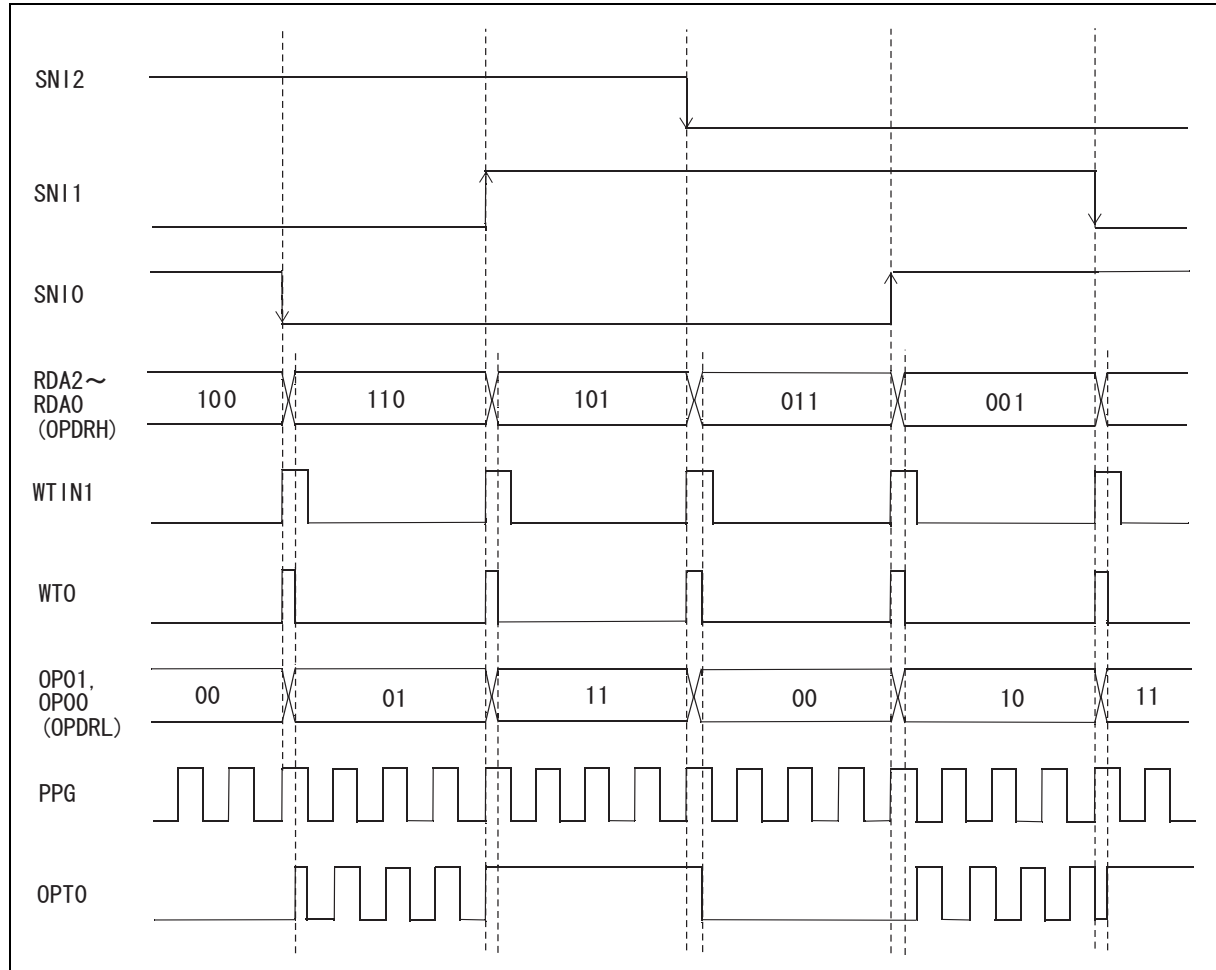 SNI2
SNI1
SNI0
RDA2～
RDA0
(OPDRH)
100 110 101 011 001
WTIN1
WTO
OP01,
OP00
(OPDRL)
00 01 11 00 10 11
PPG
OPT0